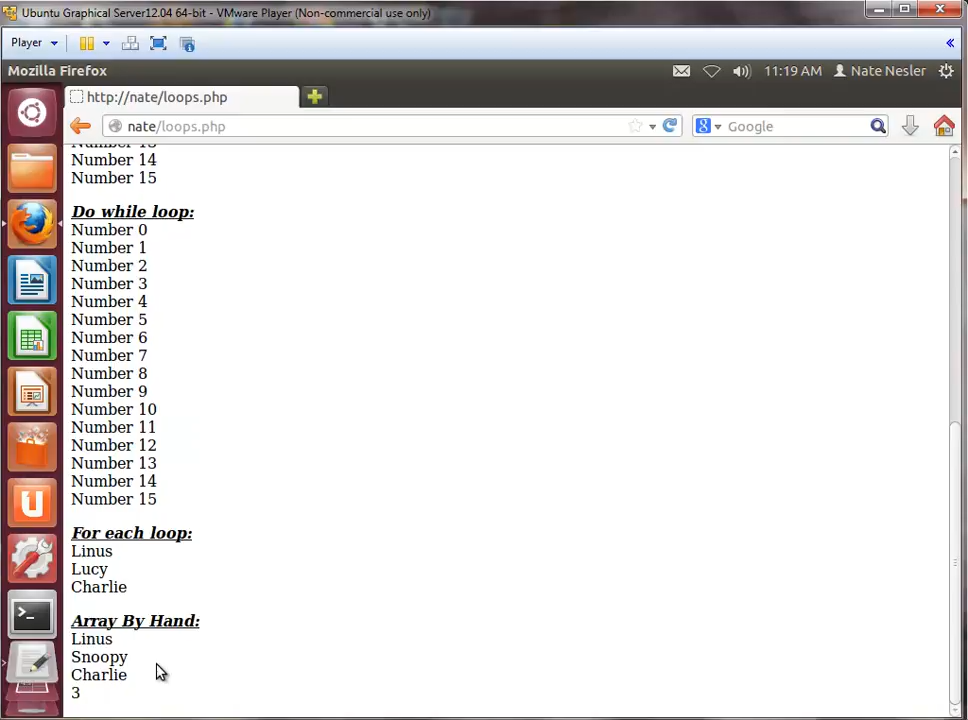 Ubuntu Graphical Server12.04 64-bit - VMware Player (Non-commercial use only)
Player
Mozilla Firefox
11:19 AM
Nate Nesler
http://nate/loops.php
nate/loops.php
Google
Number 14
Number 15
Do while loop:
Number 0
Number 1
Number 2
Number 3
Number 4
Number 5
Number 6
Number 7
Number 8
Number 9
Number 10
Number 11
Number 12
Number 13
Number 14
Number 15
For each loop:
Linus
Lucy
Charlie
Array By Hand:
Linus
Snoopy
Charlie
3